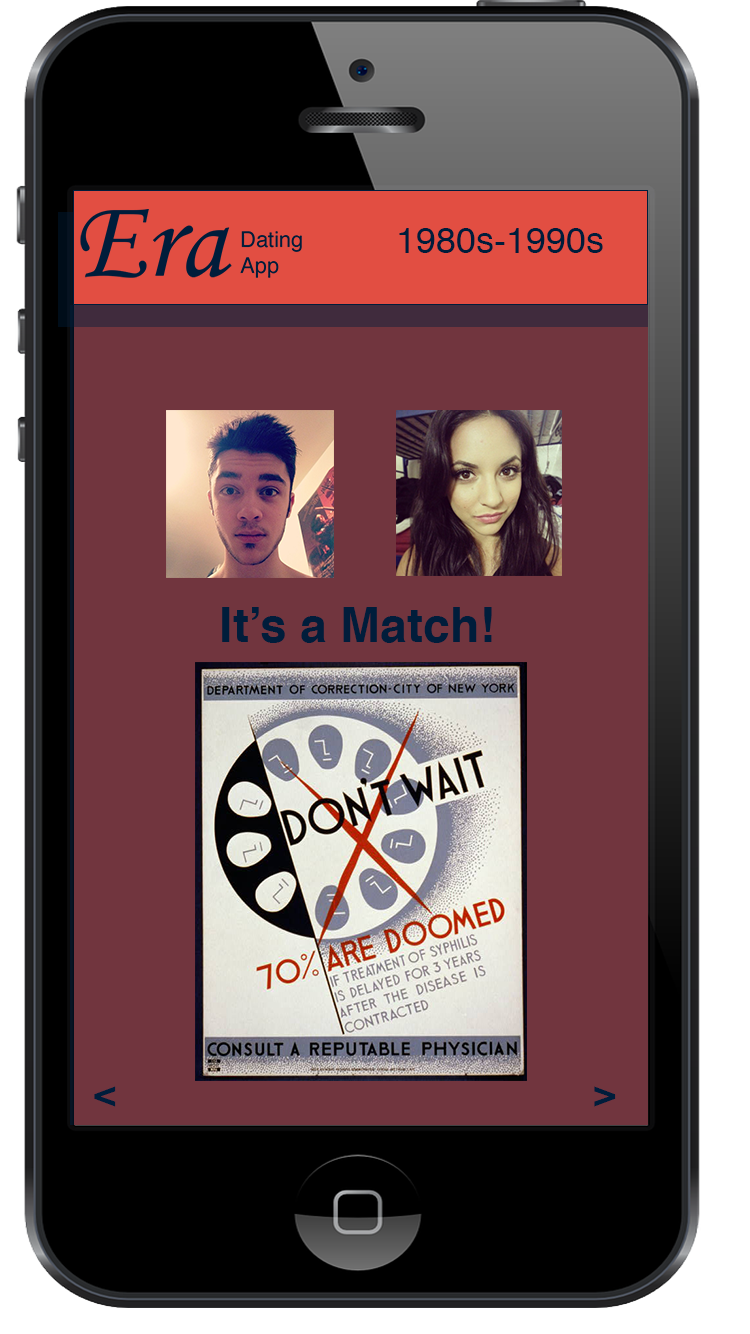 Era Dating
App
1980s-1990s
It’s a Match!
DEPARTMENT OF CORRECTION-CITY OF NEW YORK
DON'T WAIT
70% ARE DOOMED
IF TREATMENT OF SYPHILIS
IS DELAYED FOR 3 YEARS
AFTER THE DISEASE IS
CONTRACTED
CONSULT A REPUTABLE PHYSICIAN
< >